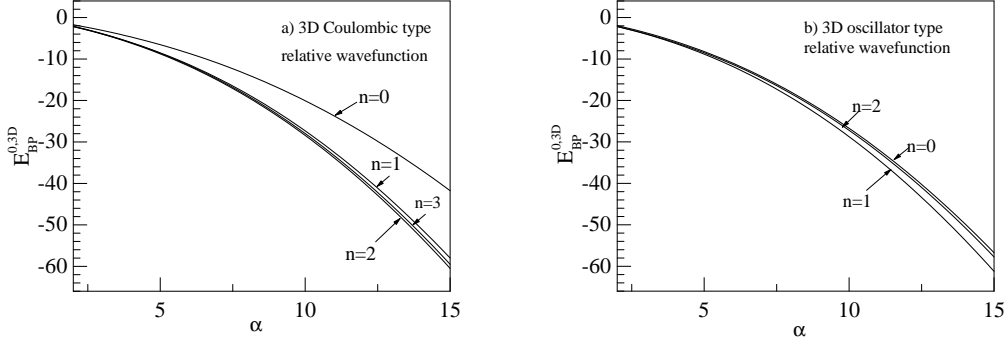 a) 3D Coulombic type
relative wavefunction
n=0
n=1
n=3
n=2
E_BP^0,3D
0
-10
-20
-30
-40
-50
-60
5
10
15
α
b) 3D oscillator type
relative wavefunction
n=2
n=0
n=1
E_BP^0,3D
0
-10
-20
-30
-40
-50
-60
5
10
15
α